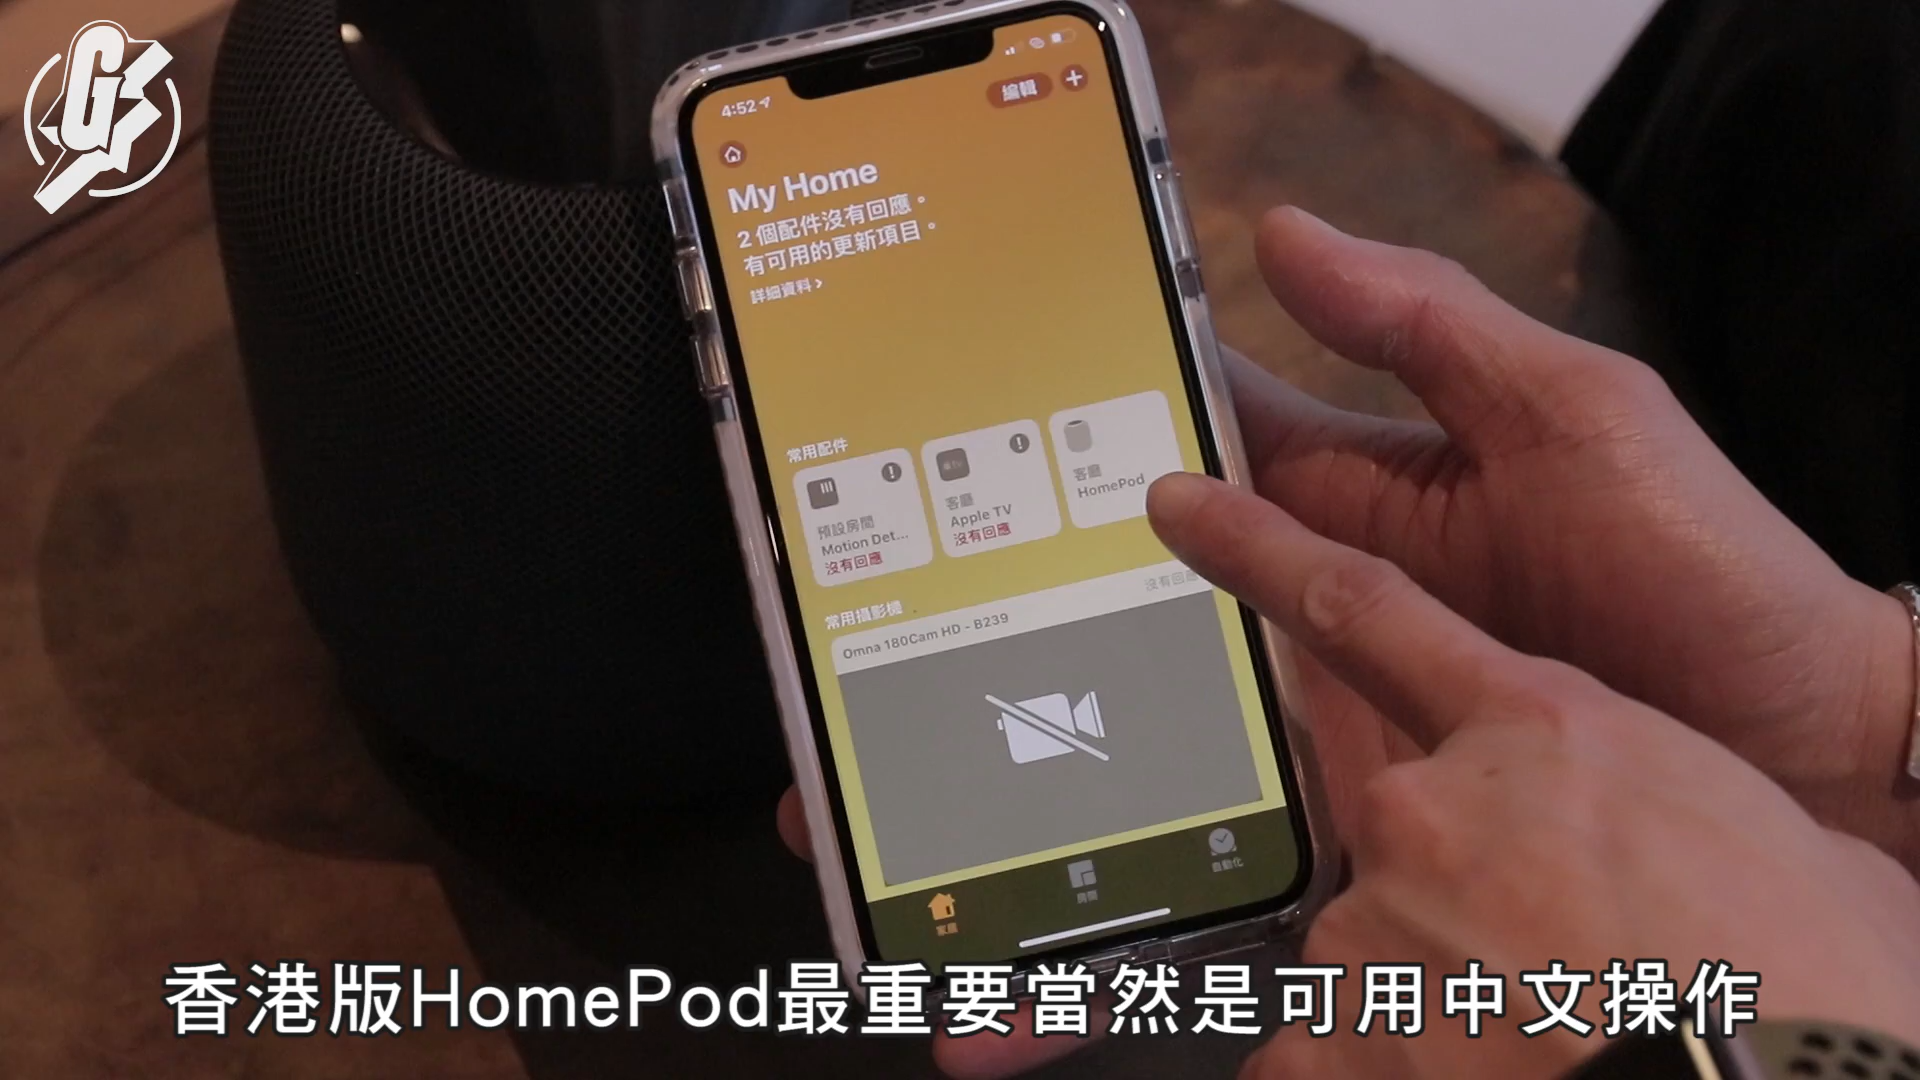 G
4:52
編輯
My Home
2 個配件沒有回應。
有可用的更新項目。
詳細資料 >
常用配件
預設房間
Motion Det...
沒有回應
客廳
Apple TV
沒有回應
客廳
HomePod
常用攝影機
沒有回應
Omna 180Cam HD - B239
家庭
房間
自動化
香港版HomePod最重要當然是可用中文操作